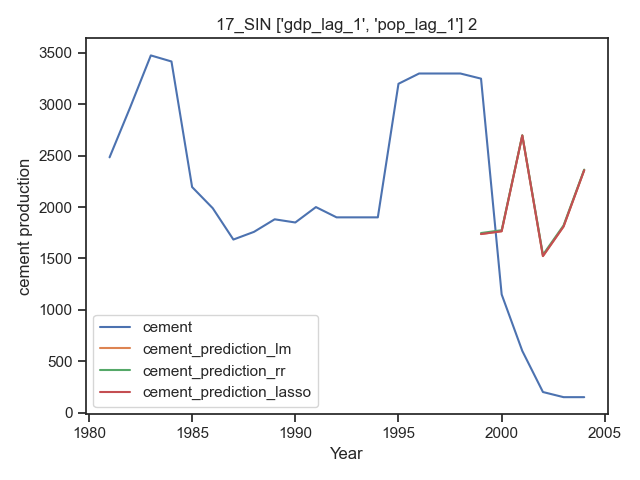 17_SIN ['gdp_lag_1', 'pop_lag_1'] 2
3500
3000
2500
2000
1500
1000
500
0
cement production
cement
cement_prediction_lm
cement_prediction_rr
cement_prediction_lasso
1980 1985 1990 1995 2000 2005
Year